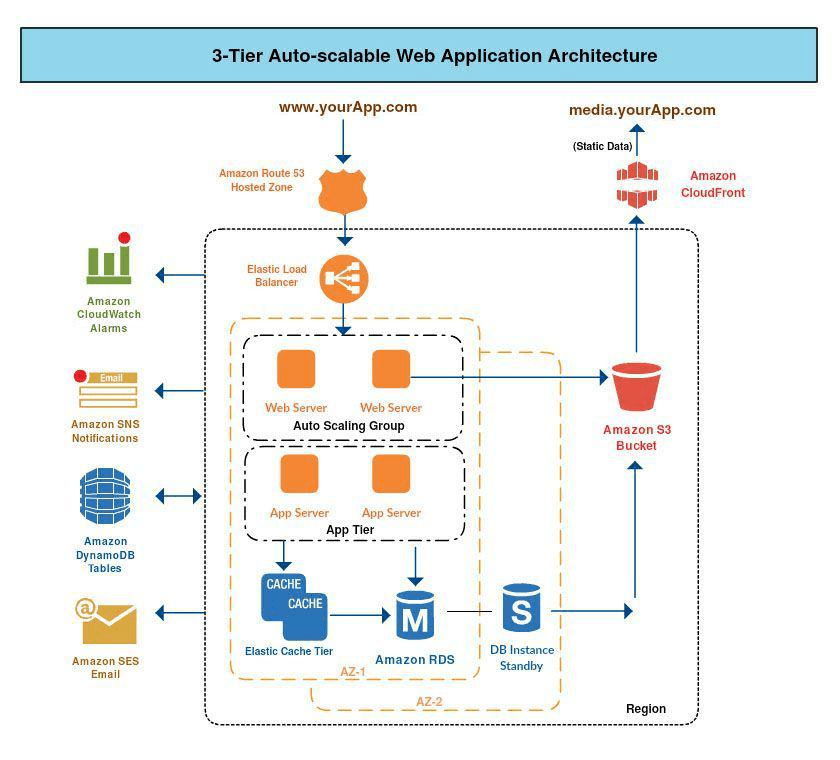 3-Tier Auto-scalable Web Application Architecture
www.yourApp.com
media.yourApp.com
(Static Data)
Amazon Route 53
Hosted Zone
Amazon
CloudFront
Elastic Load
Balancer
Amazon
CloudWatch
Alarms
Web Server
Web Server
Auto Scaling Group
Email
Amazon SNS
Notifications
Amazon S3
Bucket
App Server
App Server
App Tier
Amazon
DynamoDB
Tables
CACHE
CACHE
M
S
@
Elastic Cache Tier
Amazon RDS
DB Instance
Standby
Amazon SES
Email
AZ-1
AZ-2
Region